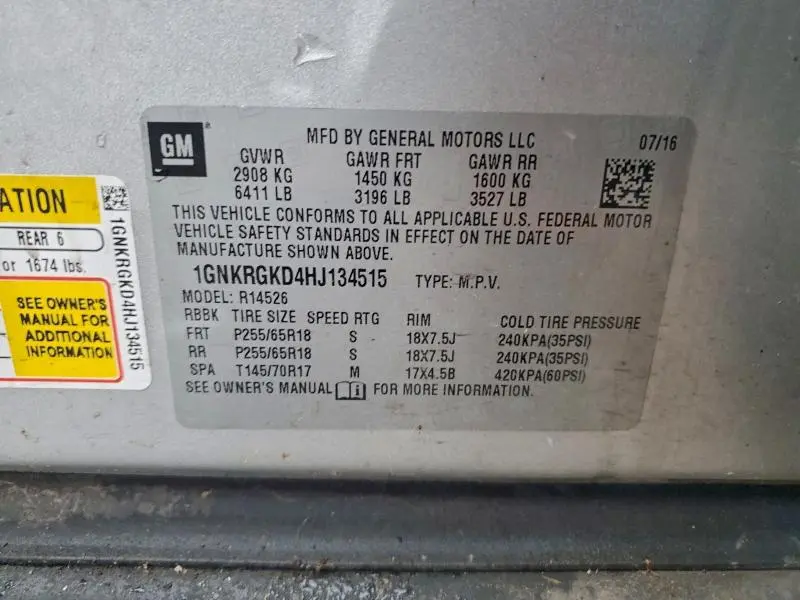 GM
MFD BY GENERAL MOTORS LLC 07/16
GVWR GAWR FRT GAWR RR
2908 KG 1450 KG 1600 KG
6411 LB 3196 LB 3527 LB
THIS VEHICLE CONFORMS TO ALL APPLICABLE U.S. FEDERAL MOTOR
VEHICLE SAFETY STANDARDS IN EFFECT ON THE DATE OF
MANUFACTURE SHOWN ABOVE.
1GNKRGKD4HJ134515 TYPE: M.P.V.
MODEL: R14526
RBBK TIRE SIZE SPEED RTG RIM COLD TIRE PRESSURE
FRT P255/65R18 S 18X7.5J 240KPA(35PSI)
RR P255/65R18 S 18X7.5J 240KPA(35PSI)
SPA T145/70R17 M 17X4.5B 420KPA(60PSI)
SEE OWNER'S MANUAL i FOR MORE INFORMATION.
ATION
REAR 6
or 1674 lbs.
SEE OWNER'S
MANUAL FOR
ADDITIONAL
INFORMATION
1GNKRGKD4HJ134515